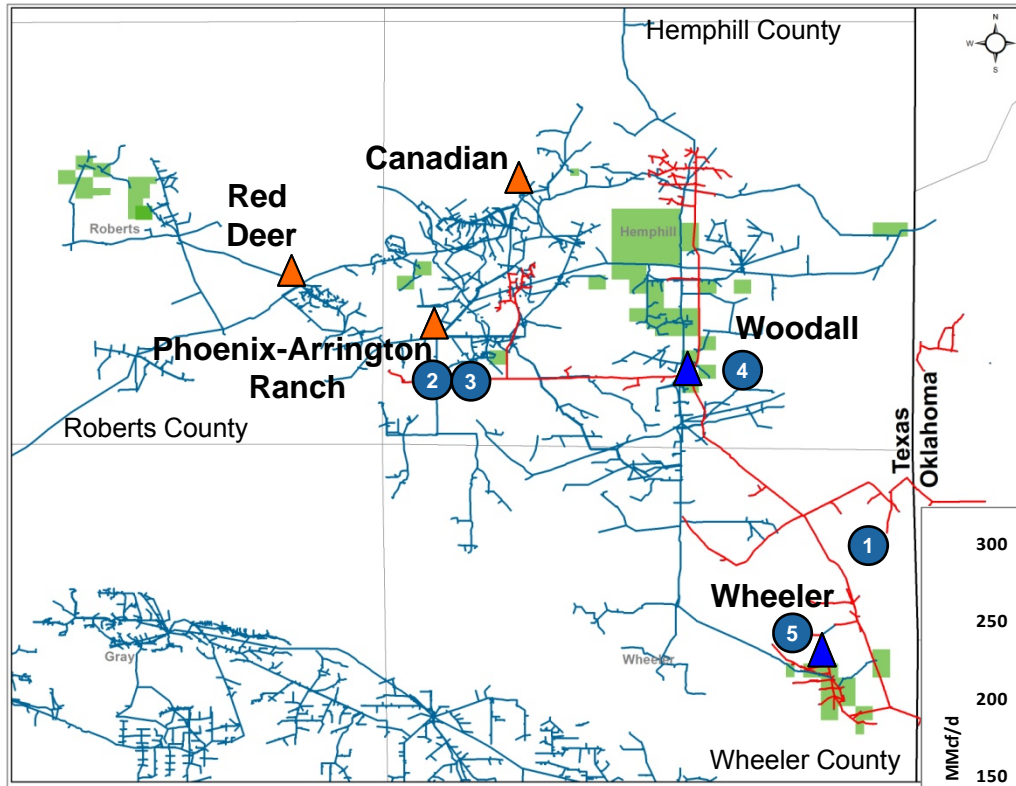 Hemphill County
N
W
S
Canadian
Red
Deer
Roberts
Hemphill
Phoenix-Arrington
Ranch
Woodall
2
3
4
Roberts County
Texas
Oklahoma
1
300
Wheeler
5
250
Gray
Wheeler
200
Wheeler County
MMcf/d
150